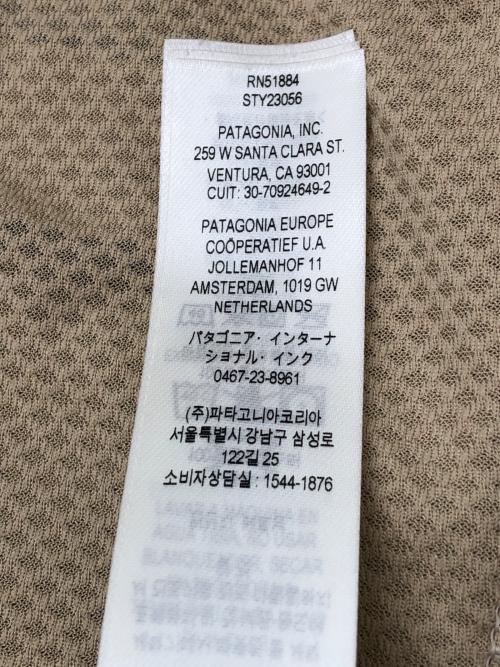 RN51884
STY23056
PATAGONIA, INC.
259 W SANTA CLARA ST.
VENTURA, CA 93001
CUIT: 30-70924649-2
PATAGONIA EUROPE
COÖPERATIEF U.A.
JOLLEMANHOF 11
AMSTERDAM, 1019 GW
NETHERLANDS
パタゴニア・インターナ
ショナル・インク
0467-23-8961
(주)파타고니아코리아
서울특별시 강남구 삼성로
122길 25
소비자상담실 : 1544-1876